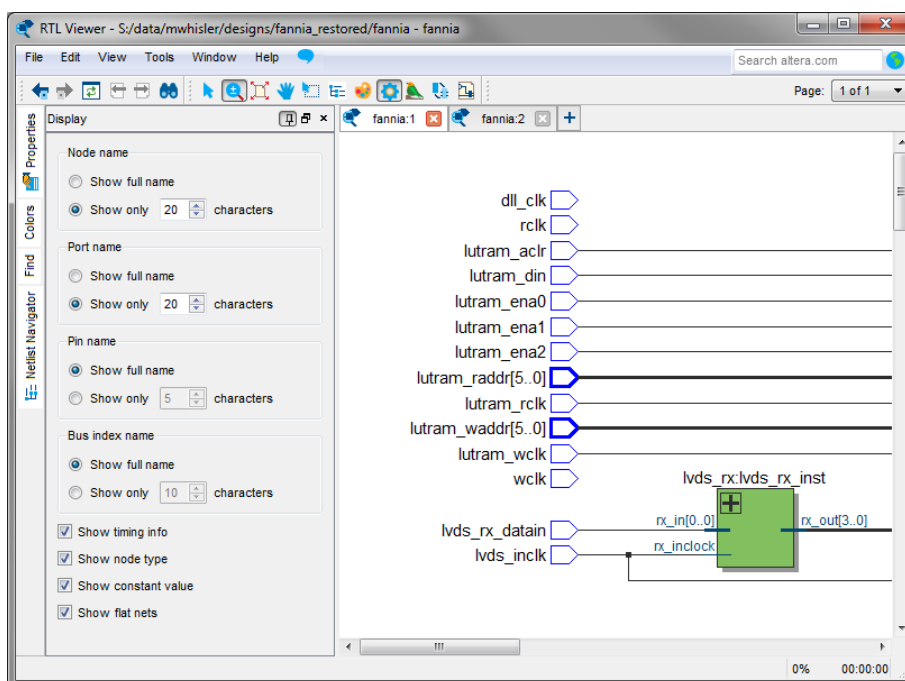 RTL Viewer - S:/data/mwhisler/designs/fannia_restored/fannia - fannia
File Edit View Tools Window Help
Search altera.com
Page: 1 of 1
Properties
Colors
Find
Netlist Navigator
Display
fannia:1
fannia:2
Node name
Show full name
Show only 20 characters
Port name
Show full name
Show only 20 characters
Pin name
Show full name
Show only 5 characters
Bus index name
Show full name
Show only 10 characters
Show timing info
Show node type
Show constant value
Show flat nets
dll_clk
rclk
lutram_aclr
lutram_din
lutram_ena0
lutram_ena1
lutram_ena2
lutram_raddr[5..0]
lutram_rclk
lutram_waddr[5..0]
lutram_wclk
wclk
lvds_rx:lvds_rx_inst
lvds_rx_datain
rx_in[0..0]
rx_out[3..0]
lvds_inclk
rx_inclock
0% 00:00:00